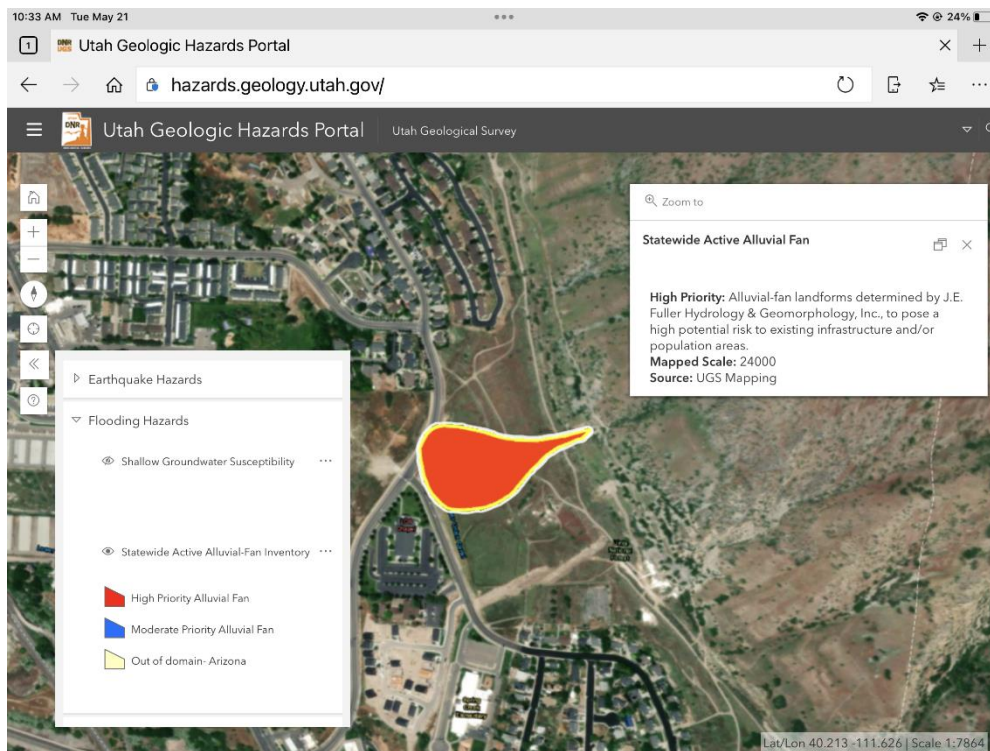 10:33 AM Tue May 21
24%
1
Utah Geologic Hazards Portal
hazards.geology.utah.gov/
DNR
Utah Geologic Hazards Portal
Utah Geological Survey
Zoom to
Statewide Active Alluvial Fan
High Priority: Alluvial-fan landforms determined by J.E.
Fuller Hydrology & Geomorphology, Inc., to pose a
high potential risk to existing infrastructure and/or
population areas.
Mapped Scale: 24000
Source: UGS Mapping
Earthquake Hazards
Flooding Hazards
Shallow Groundwater Susceptibility
Statewide Active Alluvial-Fan Inventory
High Priority Alluvial Fan
Moderate Priority Alluvial Fan
Out of domain- Arizona
Lat/Lon 40.213 -111.626 | Scale 1:7864